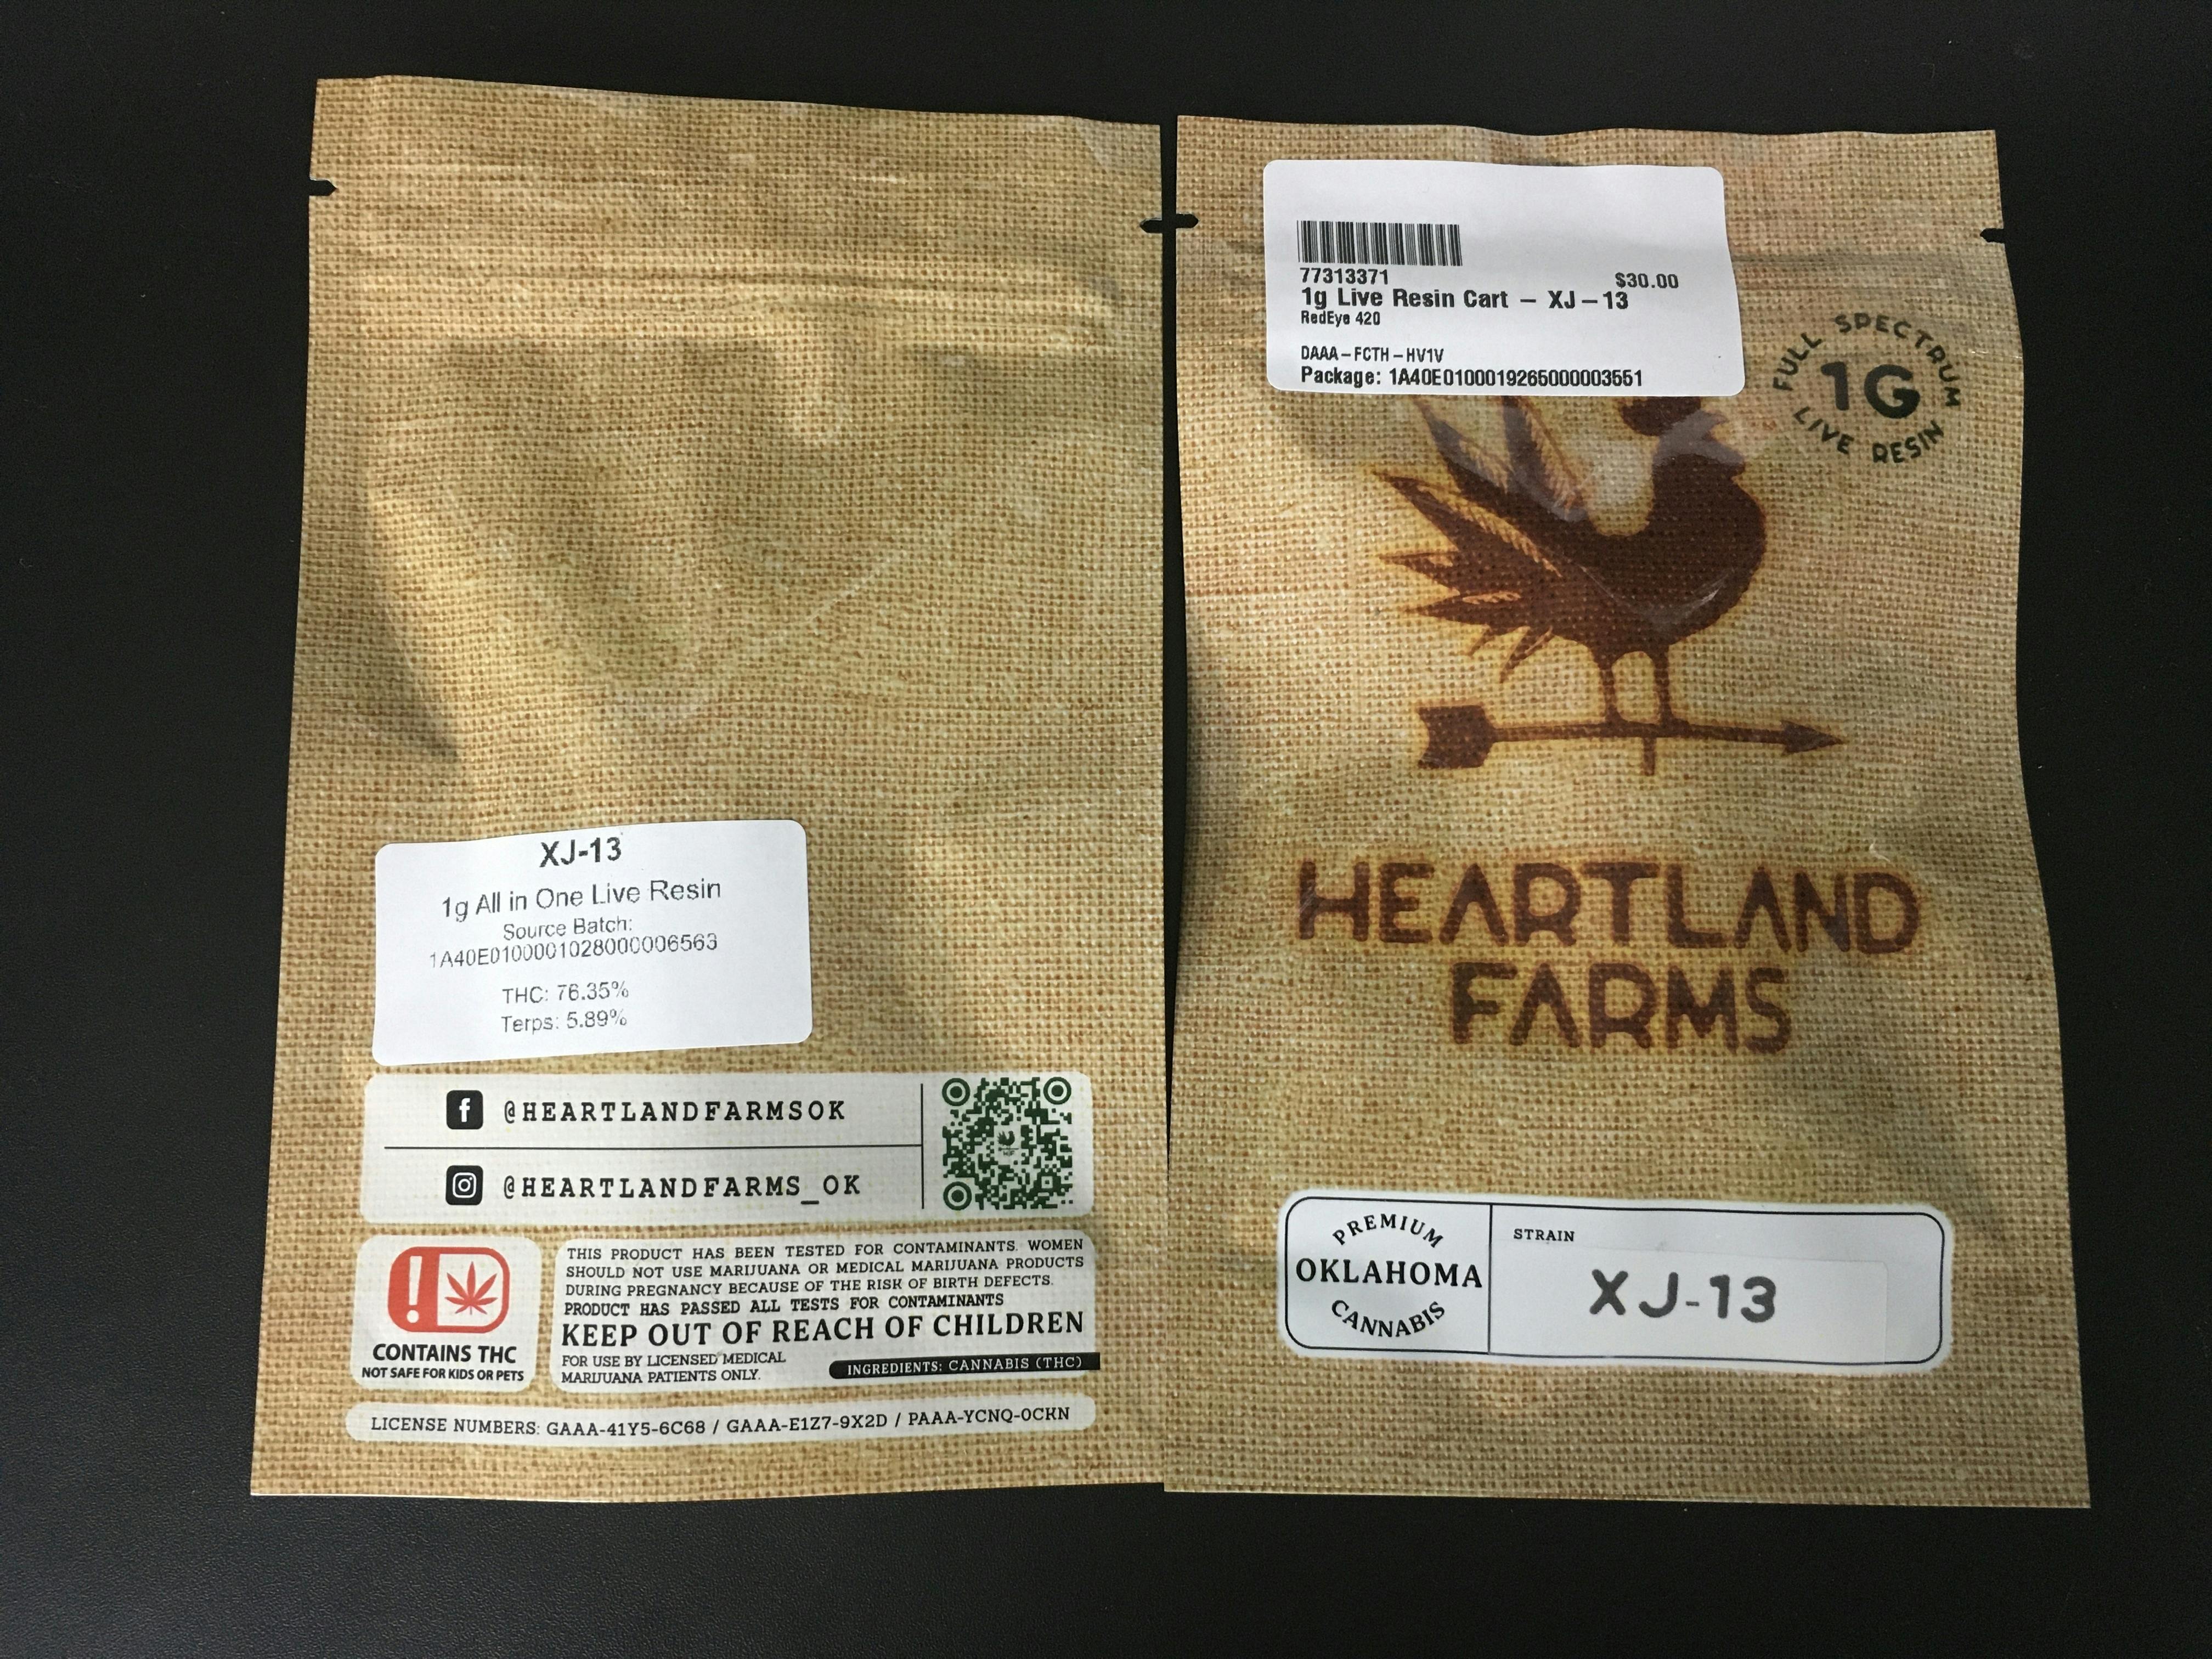 XJ-13
1g All in One Live Resin
Source Batch:
1A40E0100001028000006563
THC: 76.35%
Terps: 5.89%
f @HEARTLANDFARMSOK
@HEARTLANDFARMS_OK
CONTAINS THC
NOT SAFE FOR KIDS OR PETS
THIS PRODUCT HAS BEEN TESTED FOR CONTAMINANTS. WOMEN
SHOULD NOT USE MARIJUANA OR MEDICAL MARIJUANA PRODUCTS
DURING PREGNANCY BECAUSE OF THE RISK OF BIRTH DEFECTS.
PRODUCT HAS PASSED ALL TESTS FOR CONTAMINANTS
KEEP OUT OF REACH OF CHILDREN
FOR USE BY LICENSED MEDICAL
MARIJUANA PATIENTS ONLY.
INGREDIENTS: CANNABIS (THC)
LICENSE NUMBERS: GAAA-41Y5-6C68 / GAAA-E1Z7-9X2D / PAAA-YCNQ-0CKN
77313371 $30.00
1g Live Resin Cart – XJ – 13
RedEye 420
DAAA – FCTH – HV1V
Package: 1A40E0100019265000003551
FULL SPECTRUM
1G
LIVE RESIN
HEARTLAND
FARMS
PREMIUM
OKLAHOMA
CANNABIS
STRAIN
XJ-13